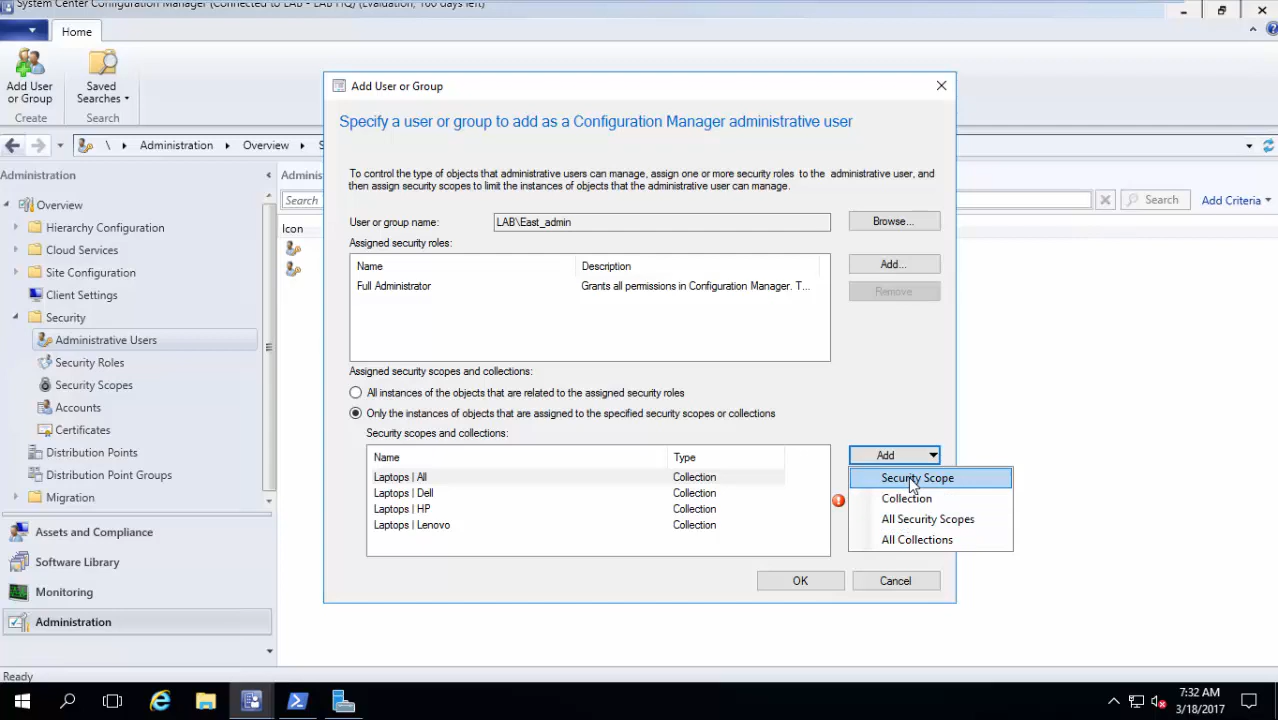 System Center Configuration Manager (Connected to LAB - LAB HQ) (Evaluation, 160 days left)
Home
Add User
or Group
Saved
Searches
Create
Search
\ Administration Overview S
Administration
Adminis
Search
Search
Add Criteria
Overview
Hierarchy Configuration
Cloud Services
Site Configuration
Client Settings
Security
Administrative Users
Security Roles
Security Scopes
Accounts
Certificates
Distribution Points
Distribution Point Groups
Migration
Assets and Compliance
Software Library
Monitoring
Administration
Icon
Add User or Group
Specify a user or group to add as a Configuration Manager administrative user
To control the type of objects that administrative users can manage, assign one or more security roles to the administrative user, and
then assign security scopes to limit the instances of objects that the administrative user can manage.
User or group name: LAB\East_admin Browse...
Assigned security roles:
Name Description
Full Administrator Grants all permissions in Configuration Manager. T...
Add...
Remove
Assigned security scopes and collections:
All instances of the objects that are related to the assigned security roles
Only the instances of objects that are assigned to the specified security scopes or collections
Security scopes and collections:
Name Type
Laptops | All Collection
Laptops | Dell Collection
Laptops | HP Collection
Laptops | Lenovo Collection
Add
Security Scope
Collection
All Security Scopes
All Collections
OK Cancel
Ready
7:32 AM
3/18/2017